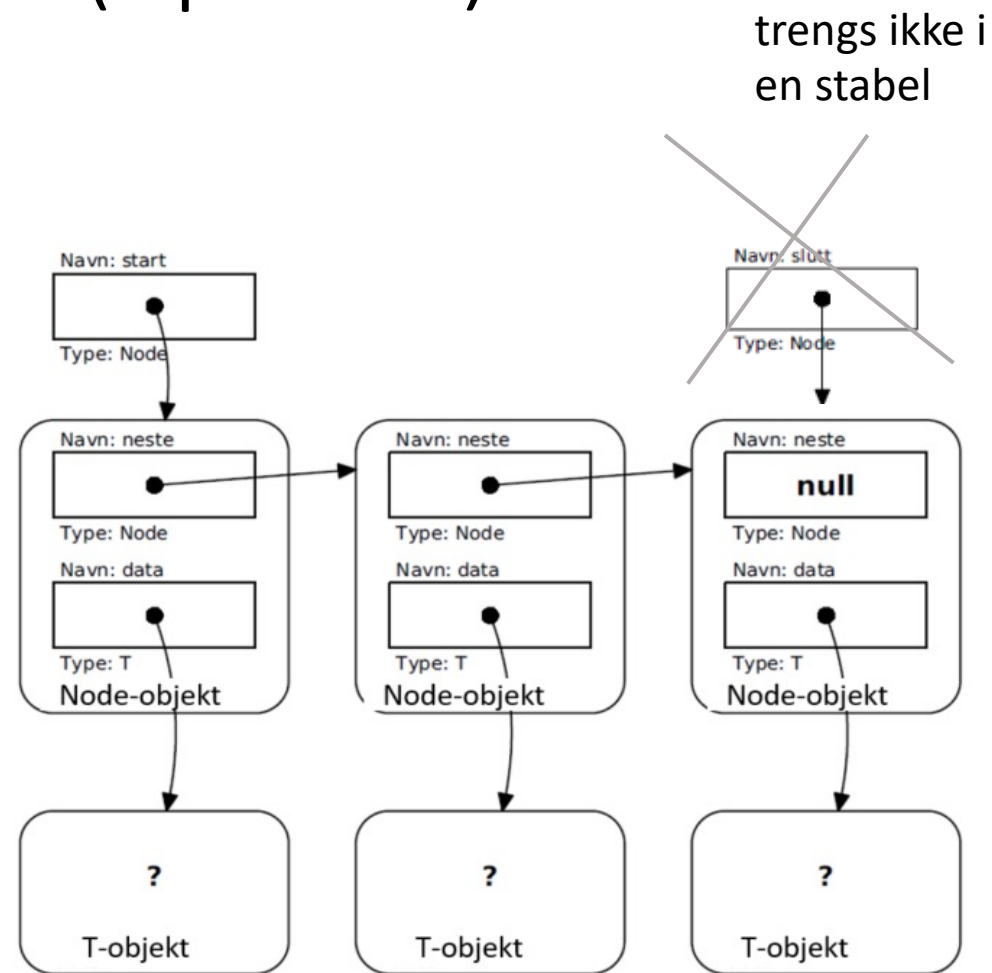 trengs ikke i
en stabel
Navn: start
Type: Node
Navn: slutt
Type: Node
Navn: neste
Type: Node
Navn: data
Type: T
Node-objekt
Navn: neste
Type: Node
Navn: data
Type: T
Node-objekt
Navn: neste
null
Type: Node
Navn: data
Type: T
Node-objekt
?
T-objekt
?
T-objekt
?
T-objekt